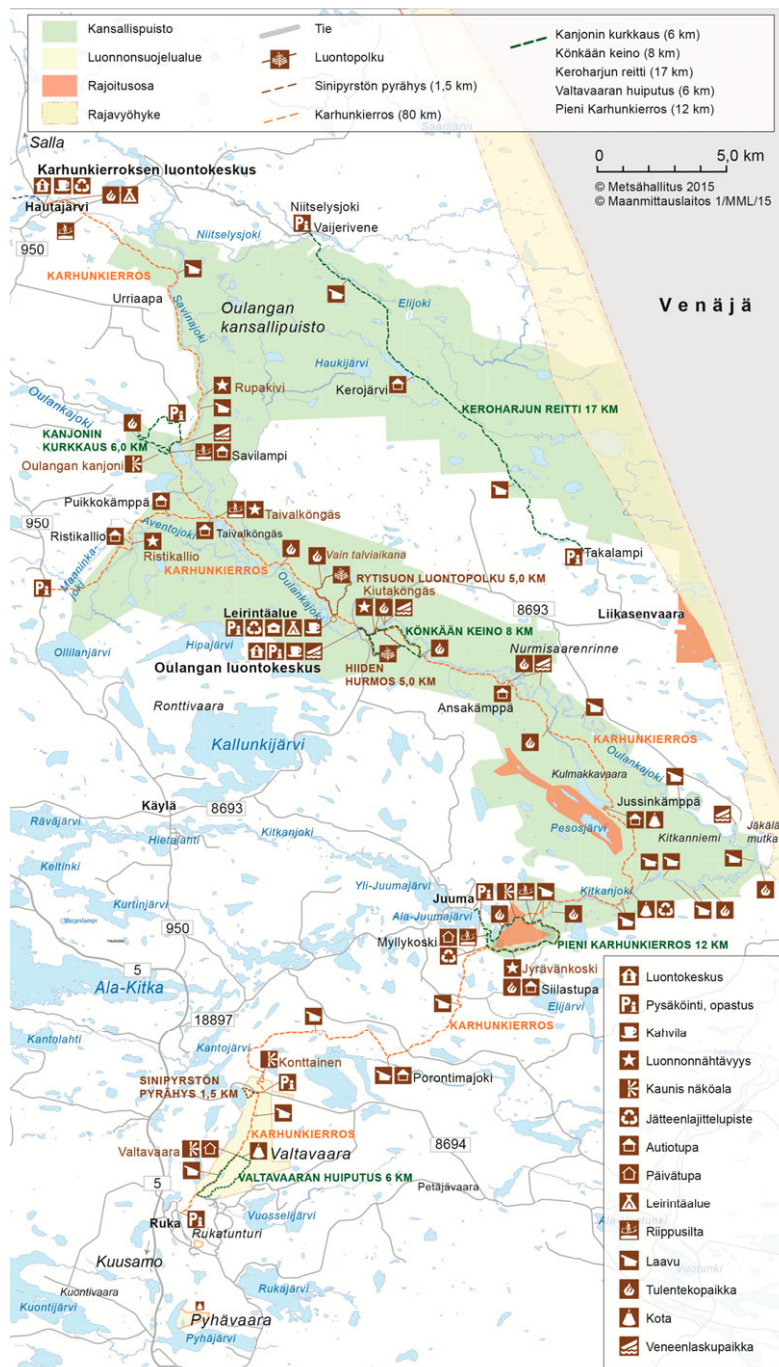 Kansallispuisto
Luonnonsuojelualue
Rajoitusosa
Rajavyöhyke
Tie
Luontopolku
Sinipyrstön pyrähys (1,5 km)
Karhunkierros (80 km)
Kanjonin kurkkaus (6 km)
Könkään keino (8 km)
Keroharjun reitti (17 km)
Valtavaaran huiputus (6 km)
Pieni Karhunkierros (12 km)
Saarijärvi
0 5,0 km
© Metsähallitus 2015
© Maanmittauslaitos 1/MML/15
Salla
Karhunkierroksen luontokeskus
Hautajärvi
950
Niitselysjoki
Vaijerivene
Niitselysjoki
KARHUNKIERROS
Urriaapa
Savinajoki
Oulangan
kansallispuisto
Elijoki
Venäjä
Haukijärvi
Kerojärvi
Rupakivi
KEROHARJUN REITTI 17 KM
Oulankajoki
KANJONIN
KURKKAUS 6,0 KM
Oulangan kanjoni
Savilampi
Puikkokämppä
950
Aventojoki
Taivalköngäs
Taivalköngäs
Ristikallio
Ristikallio
Maaninka-
joki
KARHUNKIERROS
Vain talviaikana
Takalampi
Oulankajoki
RYTISUON LUONTOPOLKU 5,0 KM
Kiutaköngäs
8693
Liikasenvaara
Leirintäalue
KÖNKÄÄN KEINO 8 KM
Ollilanjärvi
Hipajärvi
Oulangan luontokeskus
HIIDEN
HURMOS 5,0 KM
Nurmisaarenrinne
Ronttivaara
Ansakämppä
Kallunkijärvi
KARHUNKIERROS
Oulankajoki
Kulmakkavaara
Käylä
8693
Jussinkämppä
Räväjärvi
Hietajahti
Kitkanjoki
Pesosjärvi
Kitkanniemi
Jäkälä
mutka
Keltinki
Kurtinjärvi
Yli-Juumajärvi
Juuma
Kitkanjoki
Ala-Juumajärvi
950
Myllykoski
PIENI KARHUNKIERROS 12 KM
5
Ala-Kitka
Jyrävänkoski
Siilastupa
Elijärvi
18897
KARHUNKIERROS
Kantolahti
Kantojärvi
Konttainen
SINIPYRSTÖN
PYRÄHYS 1,5 KM
Porontimajoki
KARHUNKIERROS
8694
Valtavaara
Valtavaara
VALTAVAARAN HUIPUTUS 6 KM
Petäjävaara
5
Ruka
Vuosselijärvi
Rukatunturi
Kuusamo
Kuontivaara
Rukajärvi
Kuontijärvi
Pyhävaara
Pyhäjärvi
Vuotunki
Luontokeskus
Pysäköinti, opastus
Kahvila
Luonnonnähtävyys
Kaunis näköala
Jätteenlajittelupiste
Autiotupa
Päivätupa
Leirintäalue
Riippusilta
Laavu
Tulentekopaikka
Kota
Veneenlaskupaikka